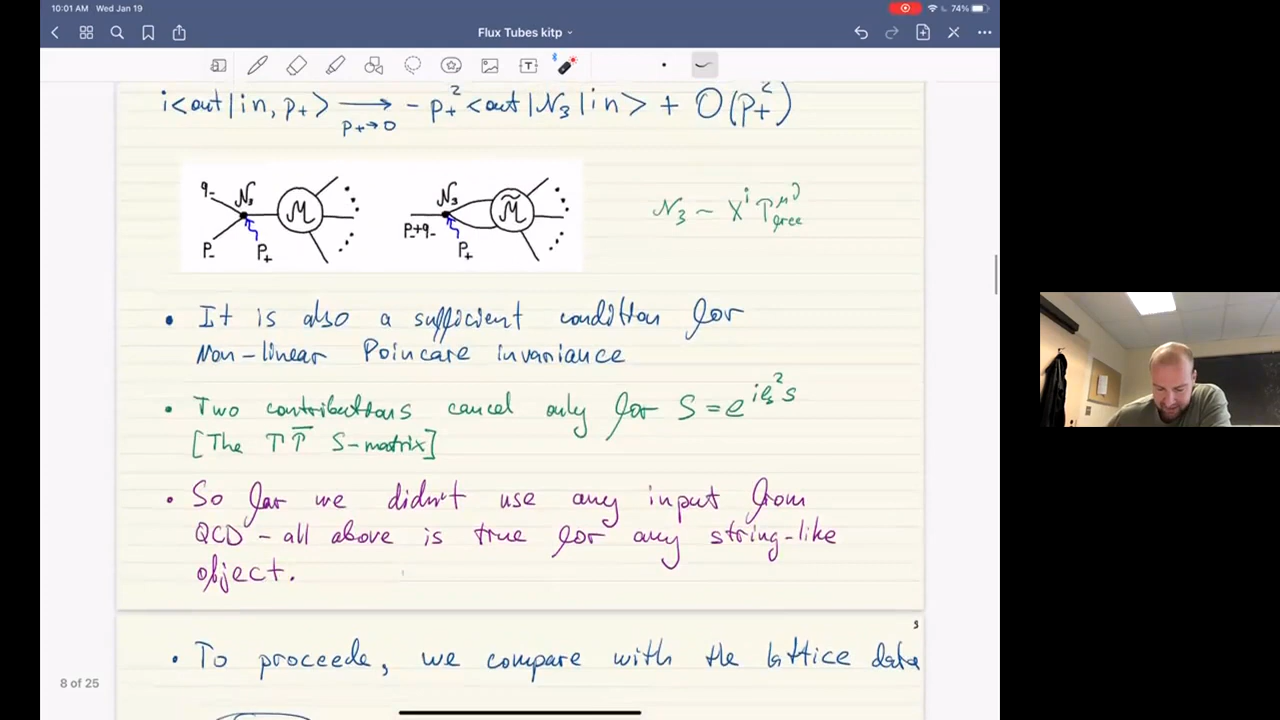 10:01 AM Wed Jan 19
74%
Flux Tubes kitp
i<out|in, p₊> ⟶ - p₊² <out|N₃|in> + O(p₊²)
p₊→0
q₋ N₃ M
p₋ p₊
N₃ M̃
p₋+q₋ p₊
N₃ ~ Xⁱ T^{μν}_{free}
• It is also a sufficient condition for
Non-linear Poincare invariance
• Two contributions cancel only for S = e^{iℓₛ²s}
[The TT̅ S-matrix]
• So far we didn't use any input from
QCD - all above is true for any string-like
object.
• To proceede, we compare with the lattice data
8 of 25